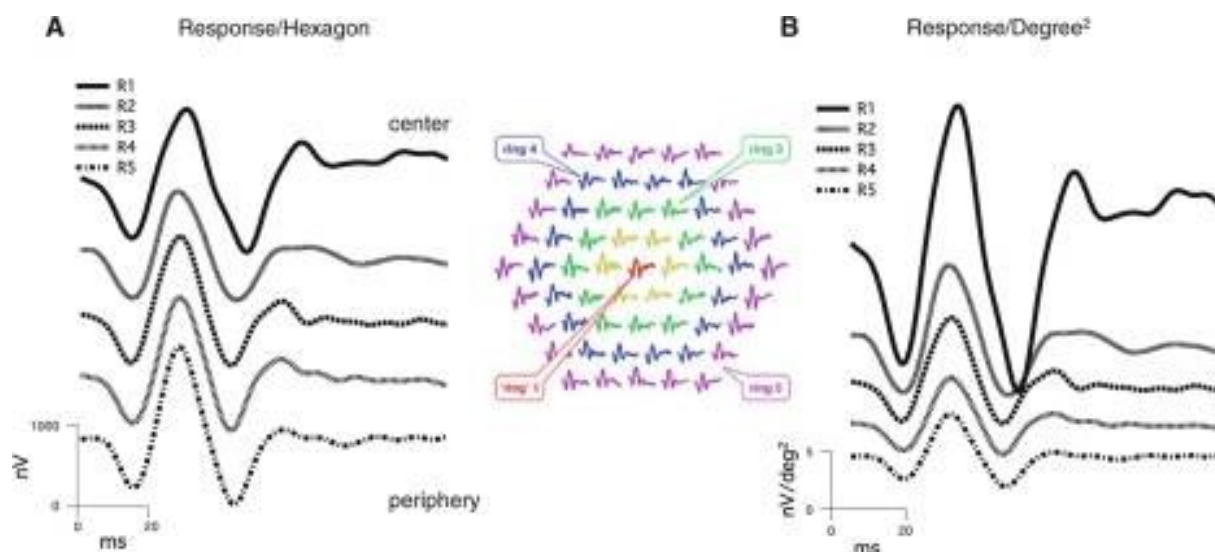 A Response/Hexagon
R1
R2
R3
R4
R5
center
1000
nV
0
0 20
ms
periphery
ring 4
ring 3
"ring" 1
ring 5
B Response/Degree²
R1
R2
R3
R4
R5
5
nV/deg²
0
0 20
ms